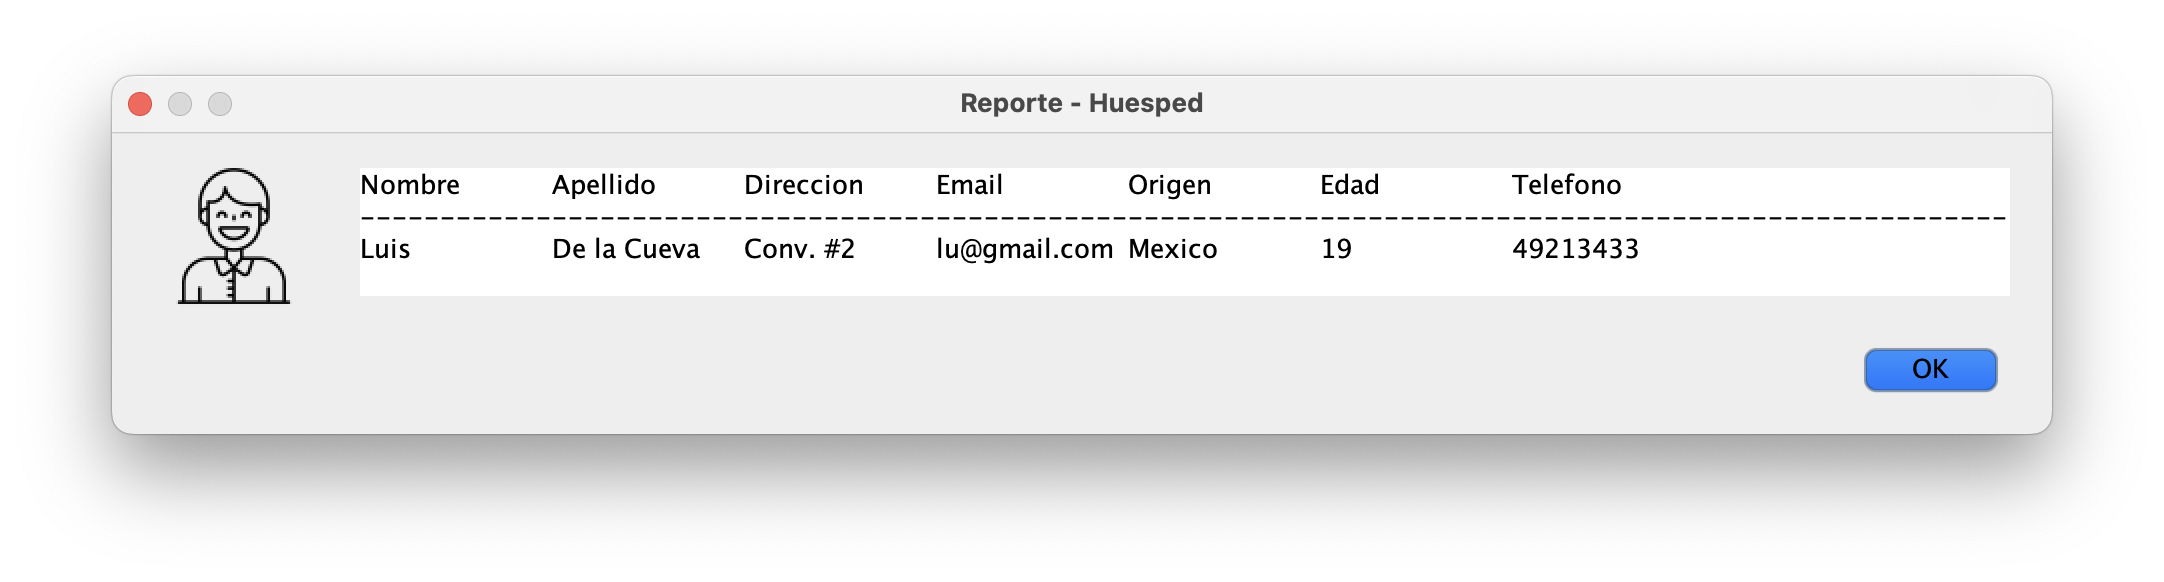 Reporte - Huesped
Nombre Apellido Direccion Email Origen Edad Telefono
-------------------------------------------------------------------------------------------------------
Luis De la Cueva Conv. #2 lu@gmail.com Mexico 19 49213433
OK